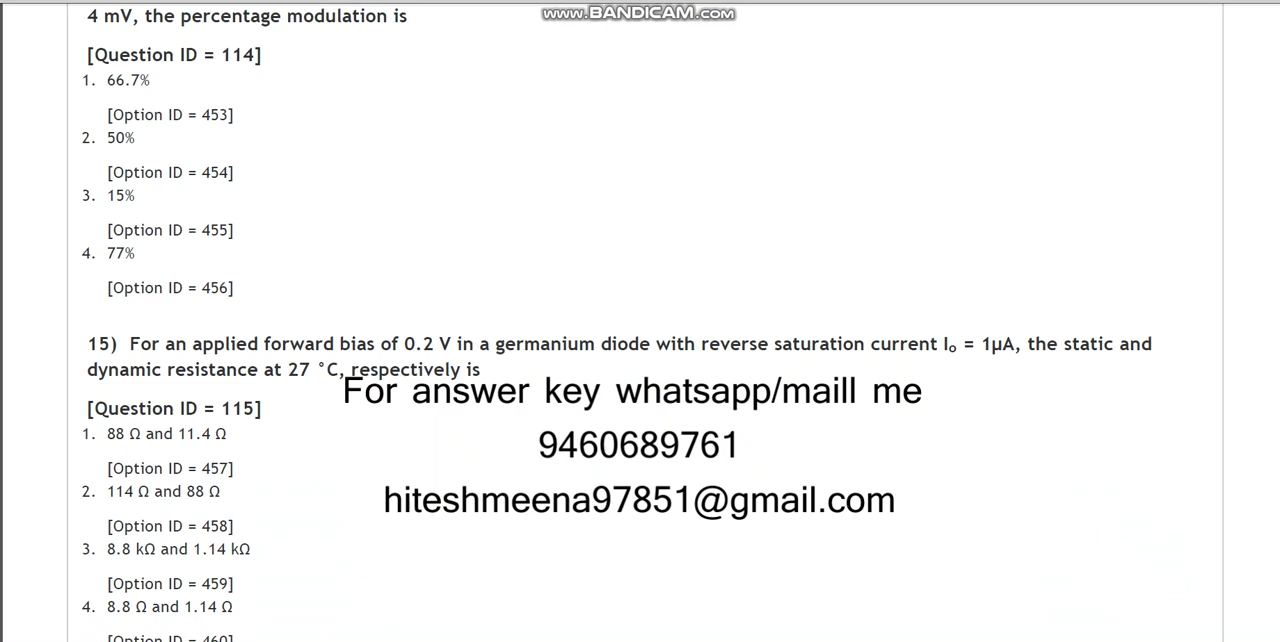 4 mV, the percentage modulation is
www.BANDICAM.com
[Question ID = 114]
1. 66.7%
[Option ID = 453]
2. 50%
[Option ID = 454]
3. 15%
[Option ID = 455]
4. 77%
[Option ID = 456]
15) For an applied forward bias of 0.2 V in a germanium diode with reverse saturation current Iₒ = 1μA, the static and
dynamic resistance at 27 °C, respectively is
For answer key whatsapp/maill me
[Question ID = 115]
1. 88 Ω and 11.4 Ω
9460689761
[Option ID = 457]
2. 114 Ω and 88 Ω
hiteshmeena97851@gmail.com
[Option ID = 458]
3. 8.8 kΩ and 1.14 kΩ
[Option ID = 459]
4. 8.8 Ω and 1.14 Ω
[Option ID = 460]